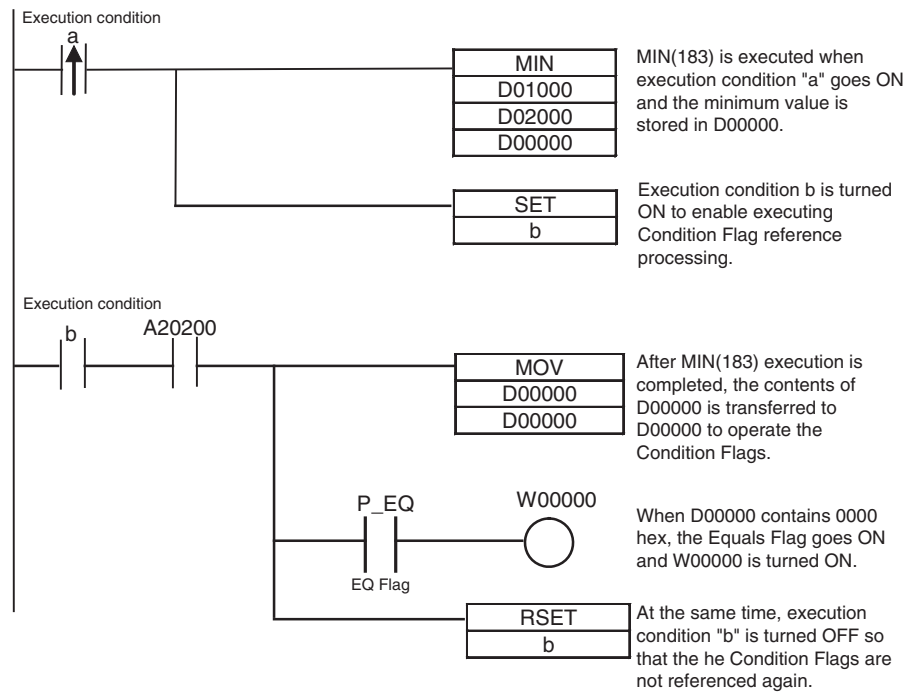 Execution condition
a
MIN
D01000
D02000
D00000
MIN(183) is executed when
execution condition "a" goes ON
and the minimum value is
stored in D00000.
SET
b
Execution condition b is turned
ON to enable executing
Condition Flag reference
processing.
Execution condition
b
A20200
MOV
D00000
D00000
After MIN(183) execution is
completed, the contents of
D00000 is transferred to
D00000 to operate the
Condition Flags.
P_EQ
EQ Flag
W00000
When D00000 contains 0000
hex, the Equals Flag goes ON
and W00000 is turned ON.
RSET
b
At the same time, execution
condition "b" is turned OFF so
that the he Condition Flags are
not referenced again.